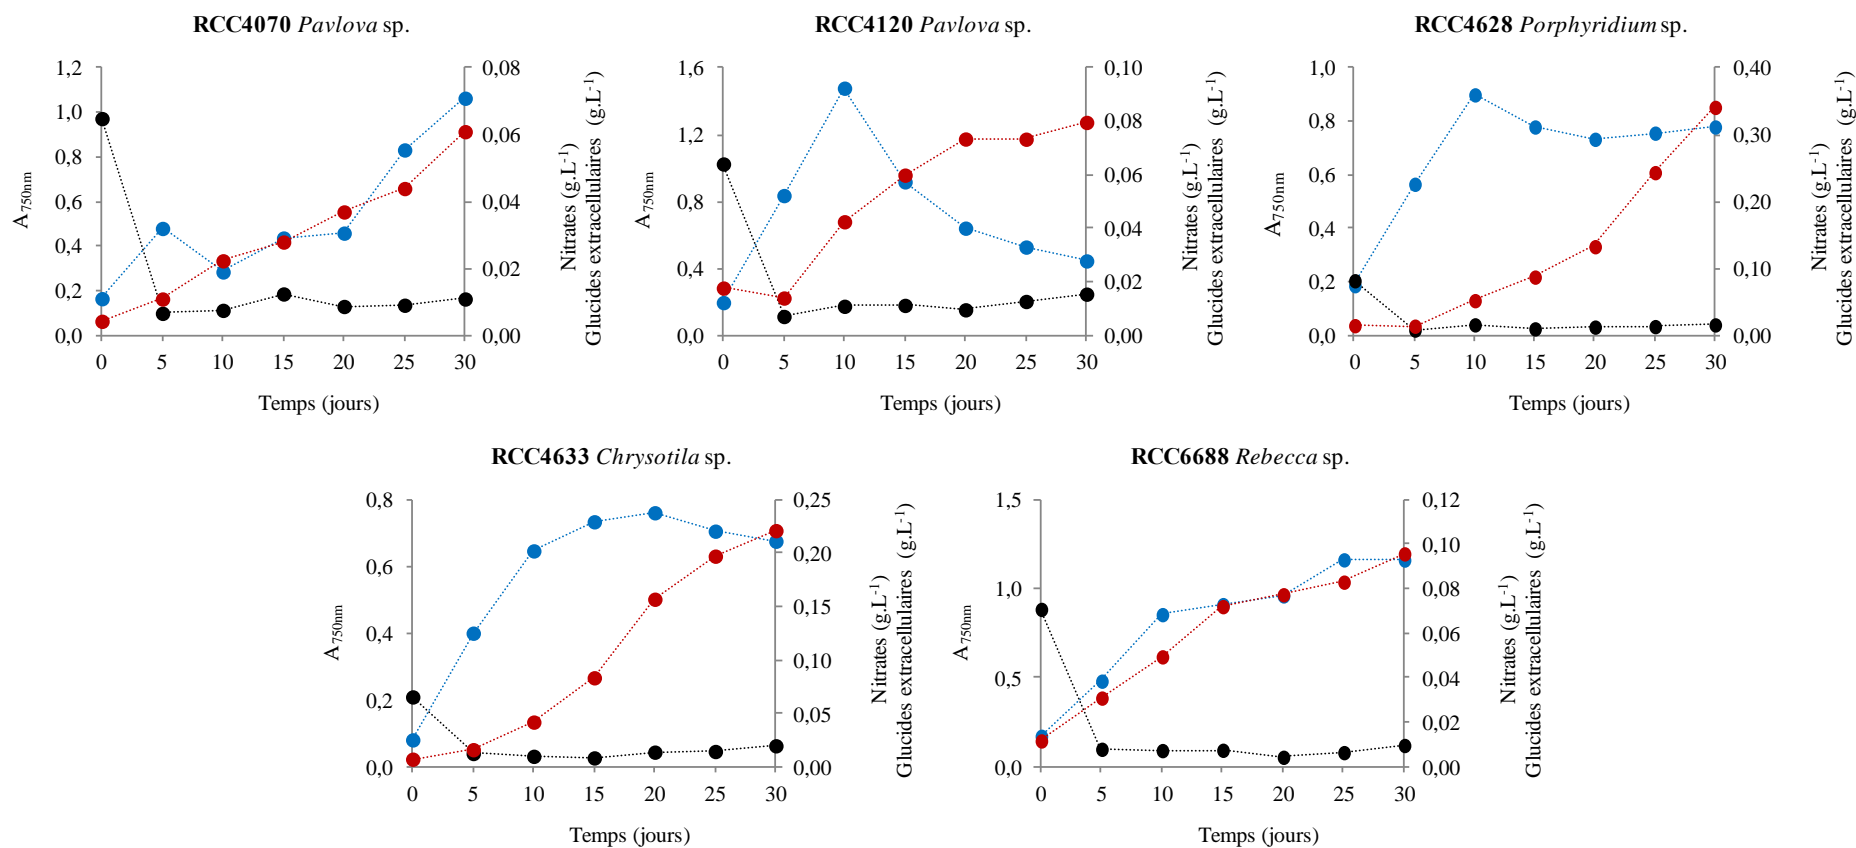 RCC4070 Pavlova sp.
1,2
1,0
0,8
0,6
0,4
0,2
0,0
A750nm
0,08
0,06
0,04
0,02
0,00
Nitrates (g.L-1)
Glucides extracellulaires (g.L-1)
0 5 10 15 20 25 30
Temps (jours)
RCC4120 Pavlova sp.
1,6
1,2
0,8
0,4
0,0
A750nm
0,10
0,08
0,06
0,04
0,02
0,00
Nitrates (g.L-1)
Glucides extracellulaires (g.L-1)
0 5 10 15 20 25 30
Temps (jours)
RCC4628 Porphyridium sp.
1,0
0,8
0,6
0,4
0,2
0,0
A750nm
0,40
0,30
0,20
0,10
0,00
Nitrates (g.L-1)
Glucides extracellulaires (g.L-1)
0 5 10 15 20 25 30
Temps (jours)
RCC4633 Chrysotila sp.
0,8
0,6
0,4
0,2
0,0
A750nm
0,25
0,20
0,15
0,10
0,05
0,00
Nitrates (g.L-1)
Glucides extracellulaires (g.L-1)
0 5 10 15 20 25 30
Temps (jours)
RCC6688 Rebecca sp.
1,5
1,0
0,5
0,0
A750nm
0,12
0,10
0,08
0,06
0,04
0,02
0,00
Nitrates (g.L-1)
Glucides extracellulaires (g.L-1)
0 5 10 15 20 25 30
Temps (jours)